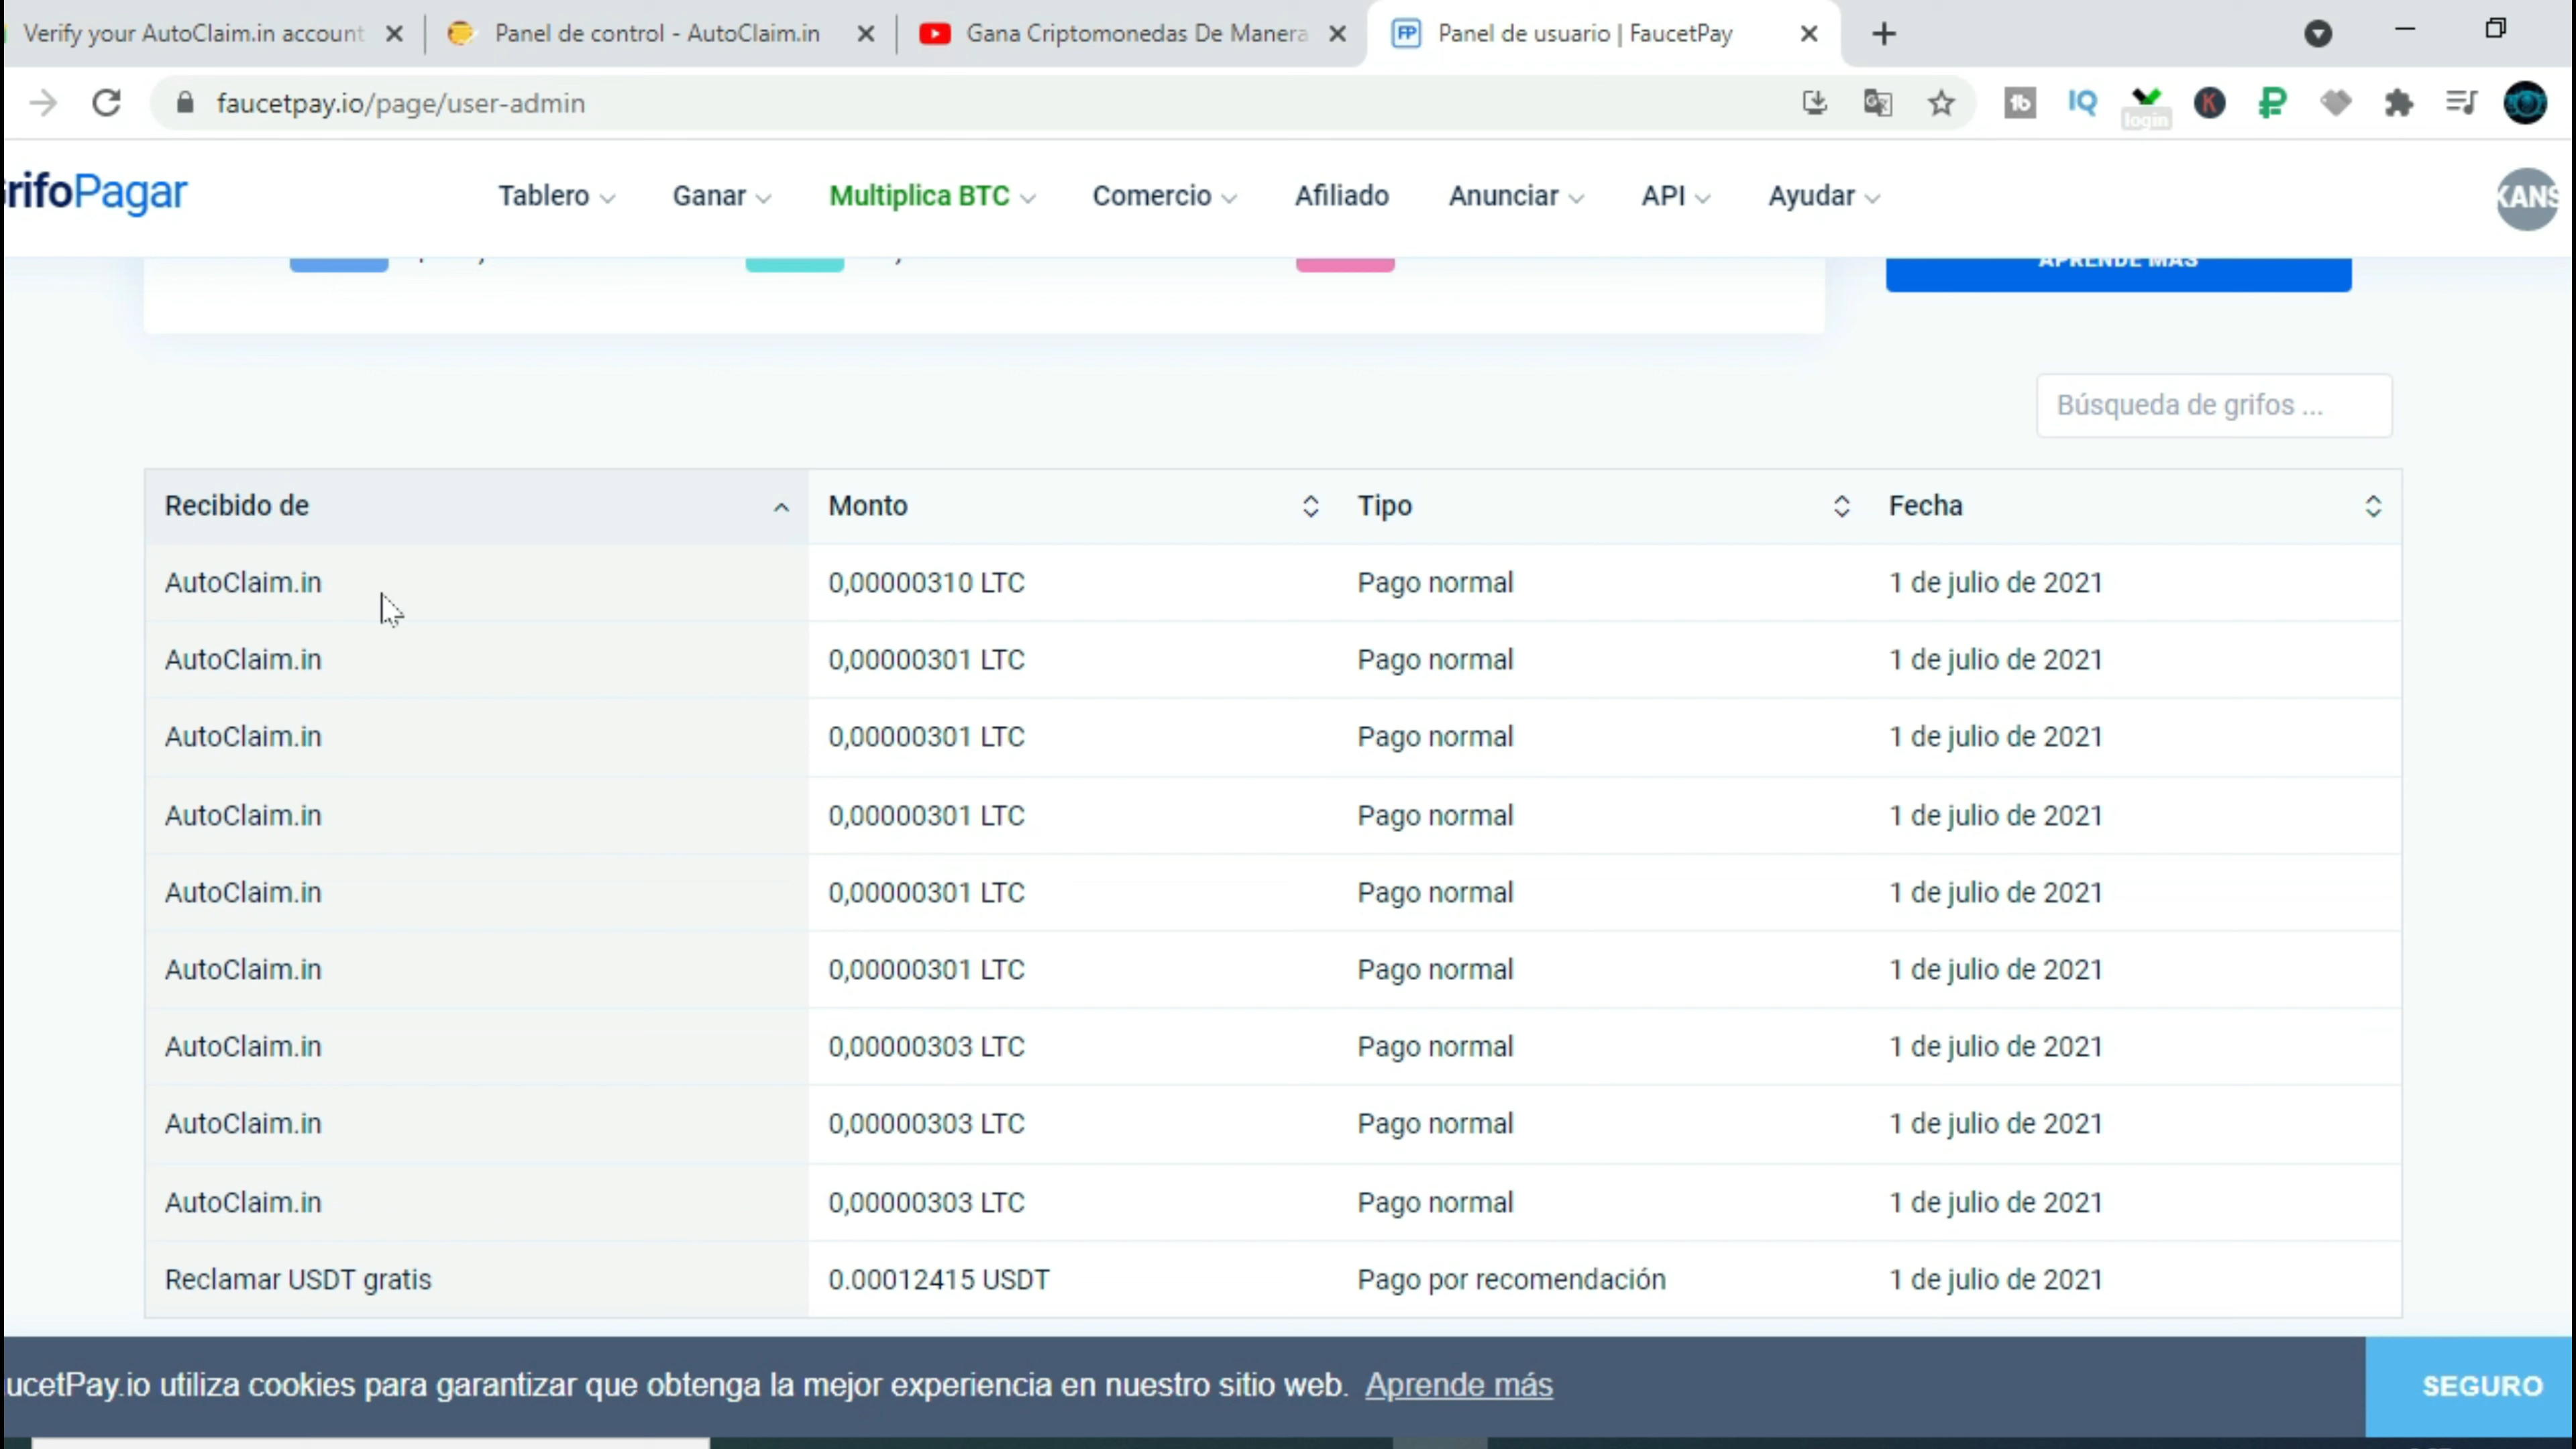 Verify your AutoClaim.in account
Panel de control - AutoClaim.in
Gana Criptomonedas De Manera
FP Panel de usuario | FaucetPay
faucetpay.io/page/user-admin
tb IQ login K
rifoPagar Tablero Ganar Multiplica BTC Comercio Afiliado Anunciar API Ayudar KANS
APRENDE MÁS
Búsqueda de grifos ...
Recibido de Monto Tipo Fecha
AutoClaim.in 0,00000310 LTC Pago normal 1 de julio de 2021
AutoClaim.in 0,00000301 LTC Pago normal 1 de julio de 2021
AutoClaim.in 0,00000301 LTC Pago normal 1 de julio de 2021
AutoClaim.in 0,00000301 LTC Pago normal 1 de julio de 2021
AutoClaim.in 0,00000301 LTC Pago normal 1 de julio de 2021
AutoClaim.in 0,00000301 LTC Pago normal 1 de julio de 2021
AutoClaim.in 0,00000303 LTC Pago normal 1 de julio de 2021
AutoClaim.in 0,00000303 LTC Pago normal 1 de julio de 2021
AutoClaim.in 0,00000303 LTC Pago normal 1 de julio de 2021
Reclamar USDT gratis 0.00012415 USDT Pago por recomendación 1 de julio de 2021
ucetPay.io utiliza cookies para garantizar que obtenga la mejor experiencia en nuestro sitio web. Aprende más SEGURO